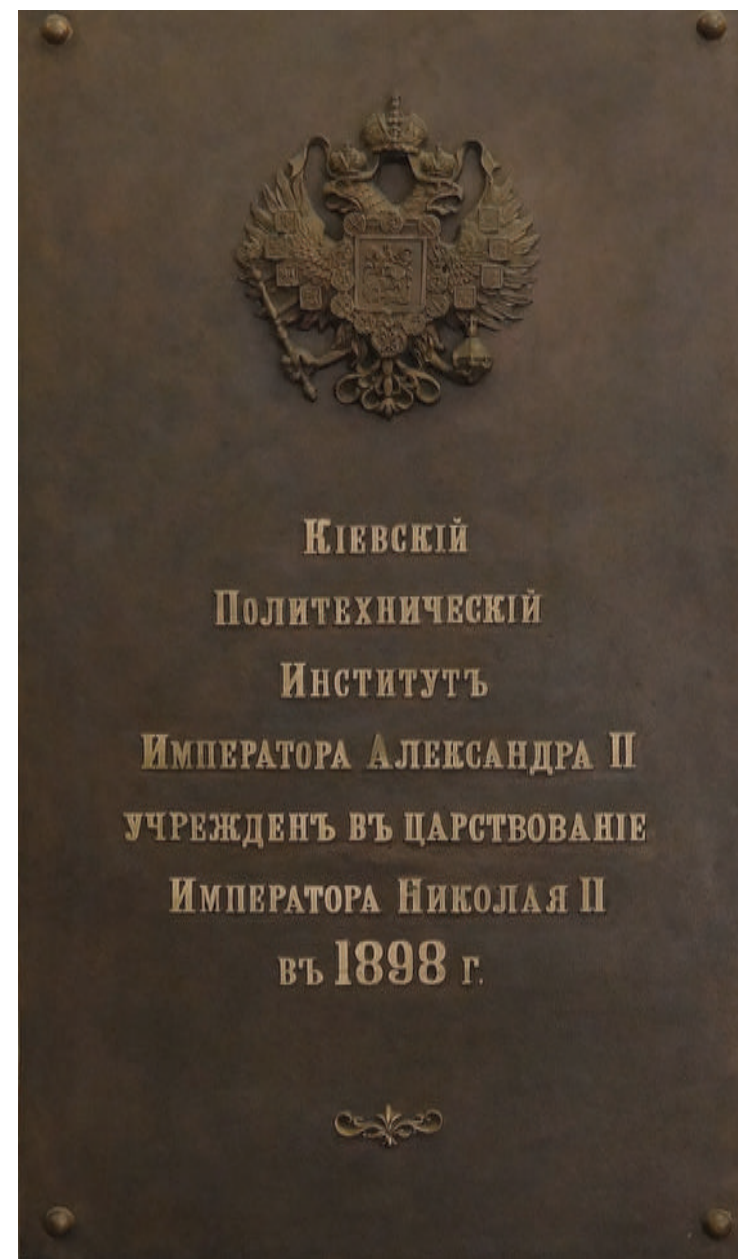 Кіевскій
Политехническій
Институтъ
Императора Александра II
учрежденъ въ царствованіе
Императора Николая II
въ 1898 г.